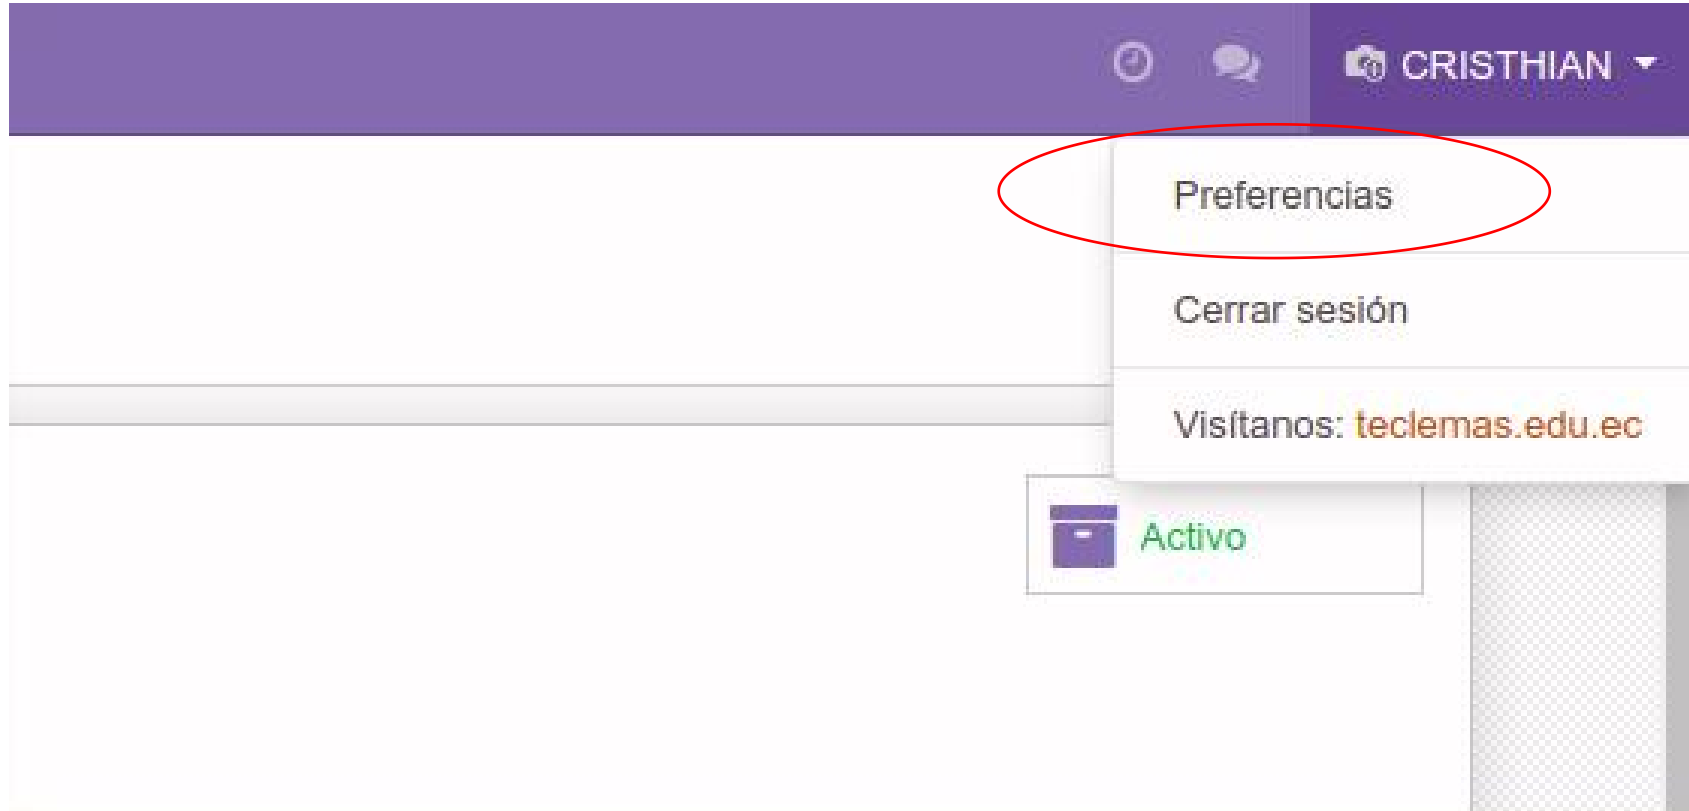 CRISTHIAN
Preferencias
Cerrar sesión
Visítanos: teclemas.edu.ec
Activo